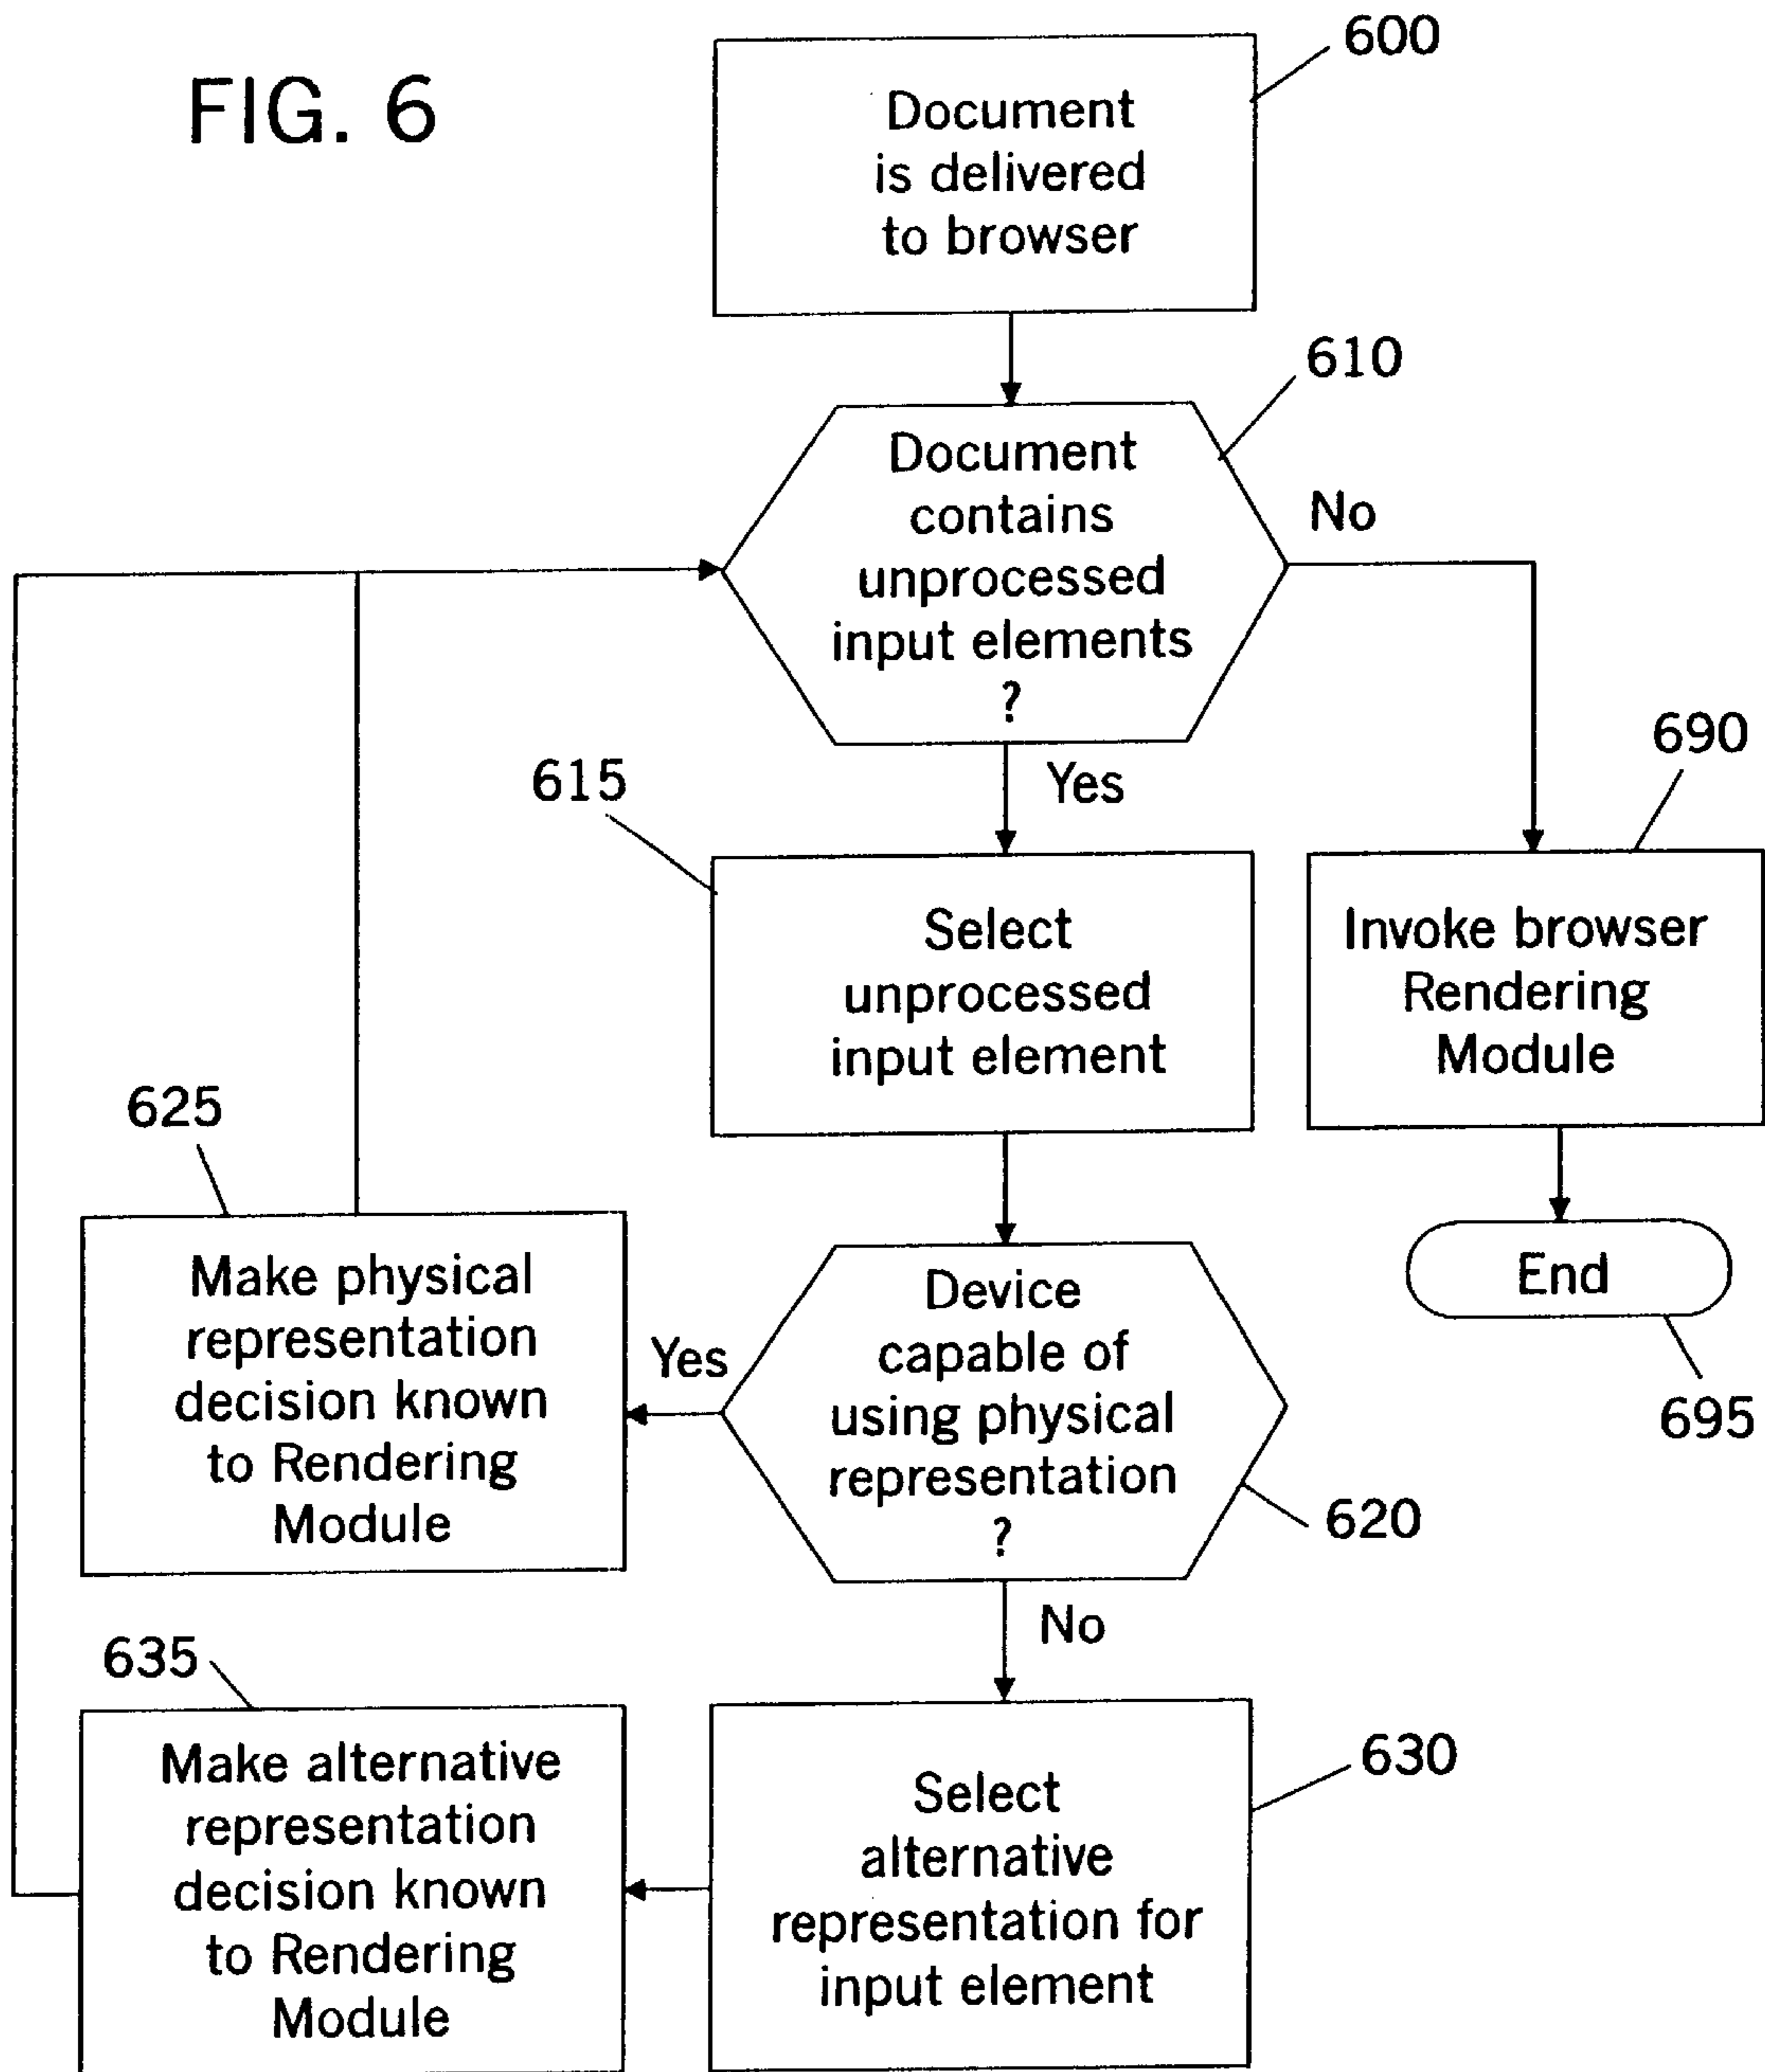 FIG. 6
600
Document
is delivered
to browser
610
Document
contains
unprocessed
input elements
?
No
Yes
615
Select
unprocessed
input element
690
Invoke browser
Rendering
Module
End
695
620
Device
capable of
using physical
representation
?
Yes
625
Make physical
representation
decision known
to Rendering
Module
No
630
Select
alternative
representation for
input element
635
Make alternative
representation
decision known
to Rendering
Module